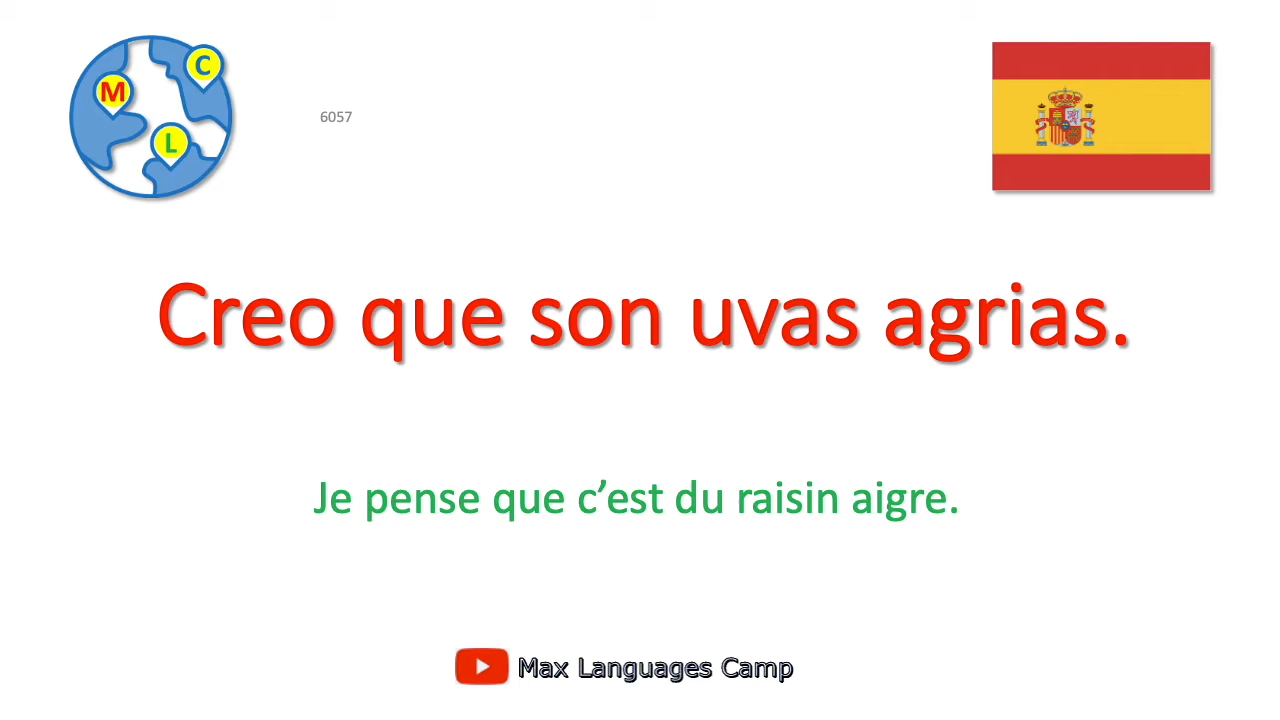 M
C
L
6057
Creo que son uvas agrias.
Je pense que c’est du raisin aigre.
Max Languages Camp